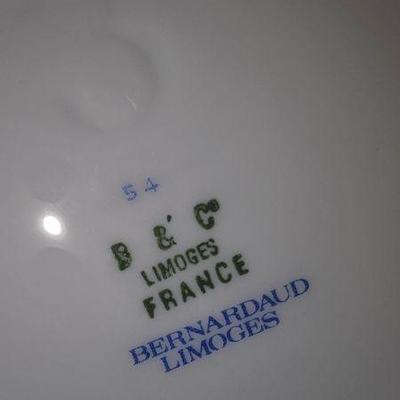 54
B & Co
LIMOGES
FRANCE
BERNARDAUD
LIMOGES